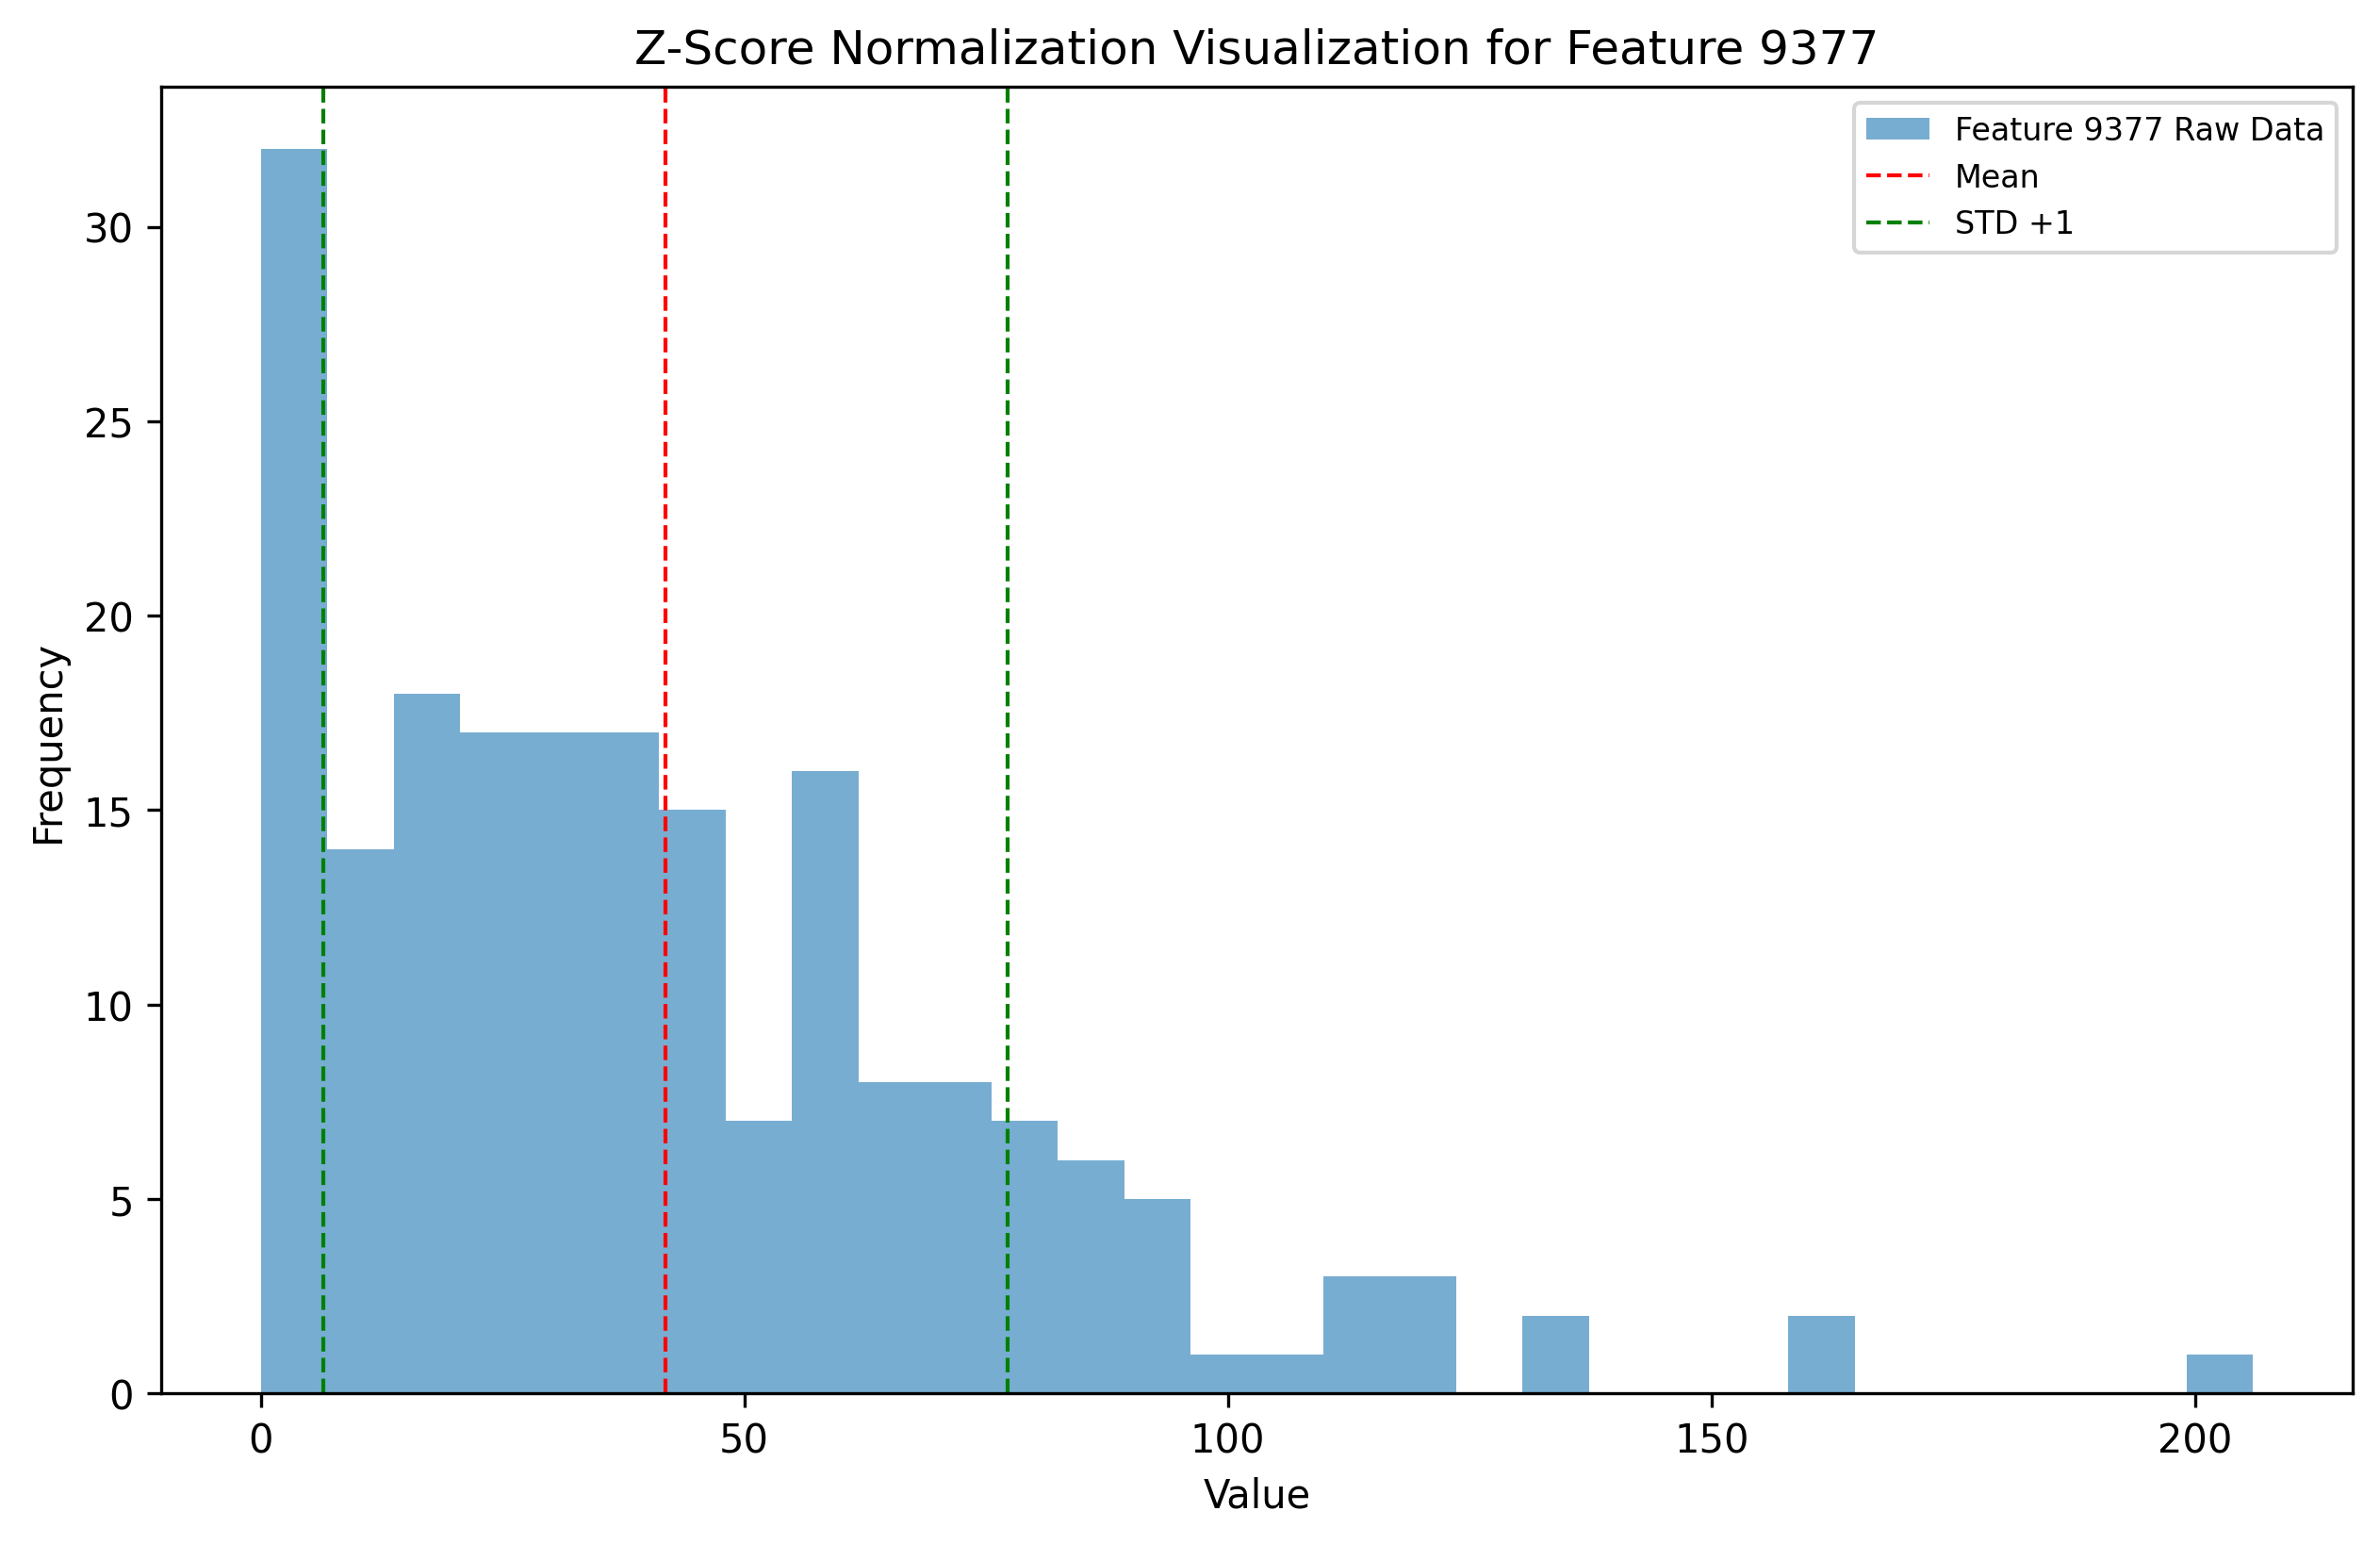 Z-Score Normalization Visualization for Feature 9377
Feature 9377 Raw Data
Mean
STD +1
Frequency
30
25
20
15
10
5
0
0 50 100 150 200
Value